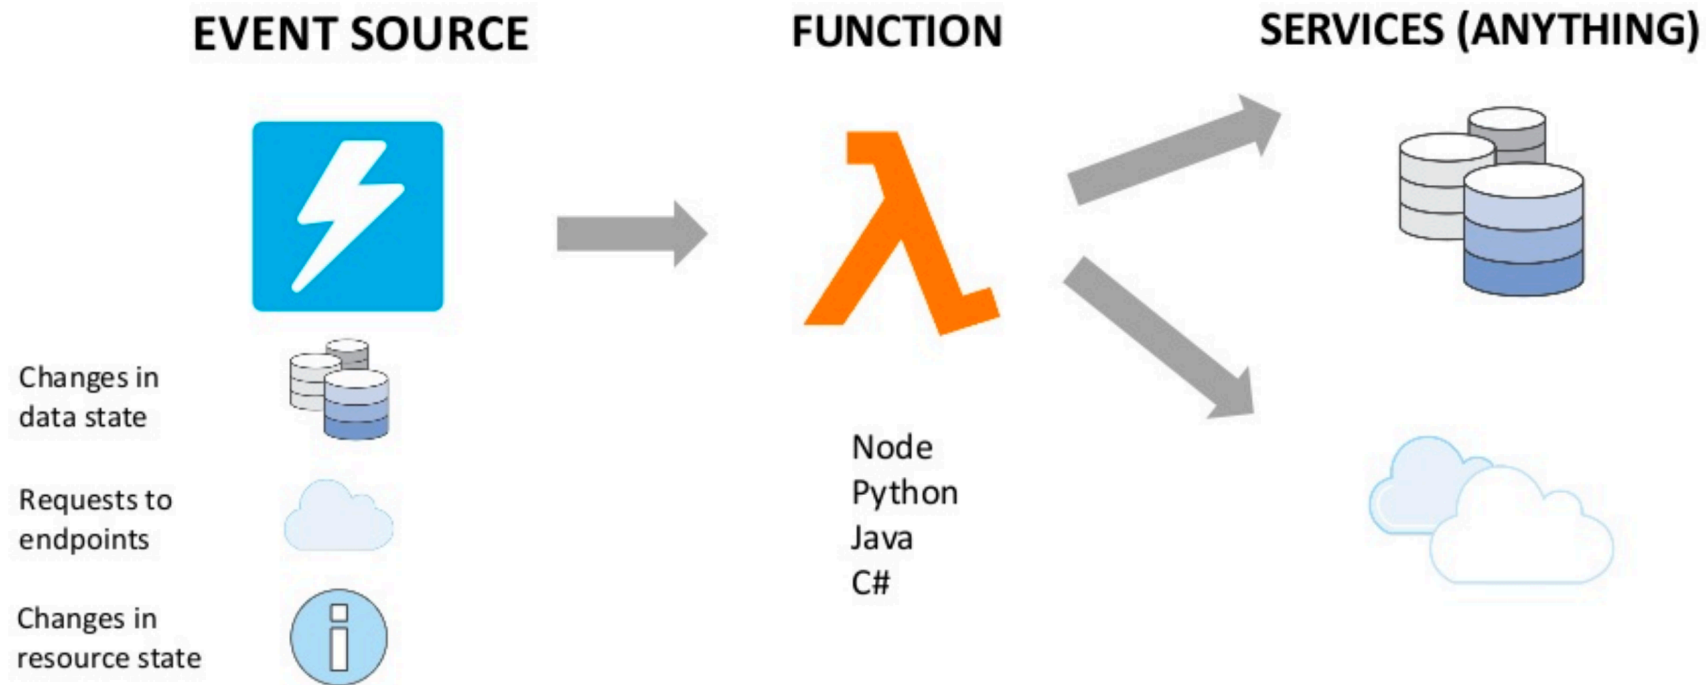 EVENT SOURCE
FUNCTION
SERVICES (ANYTHING)
Changes in
data state
Requests to
endpoints
Changes in
resource state
Node
Python
Java
C#